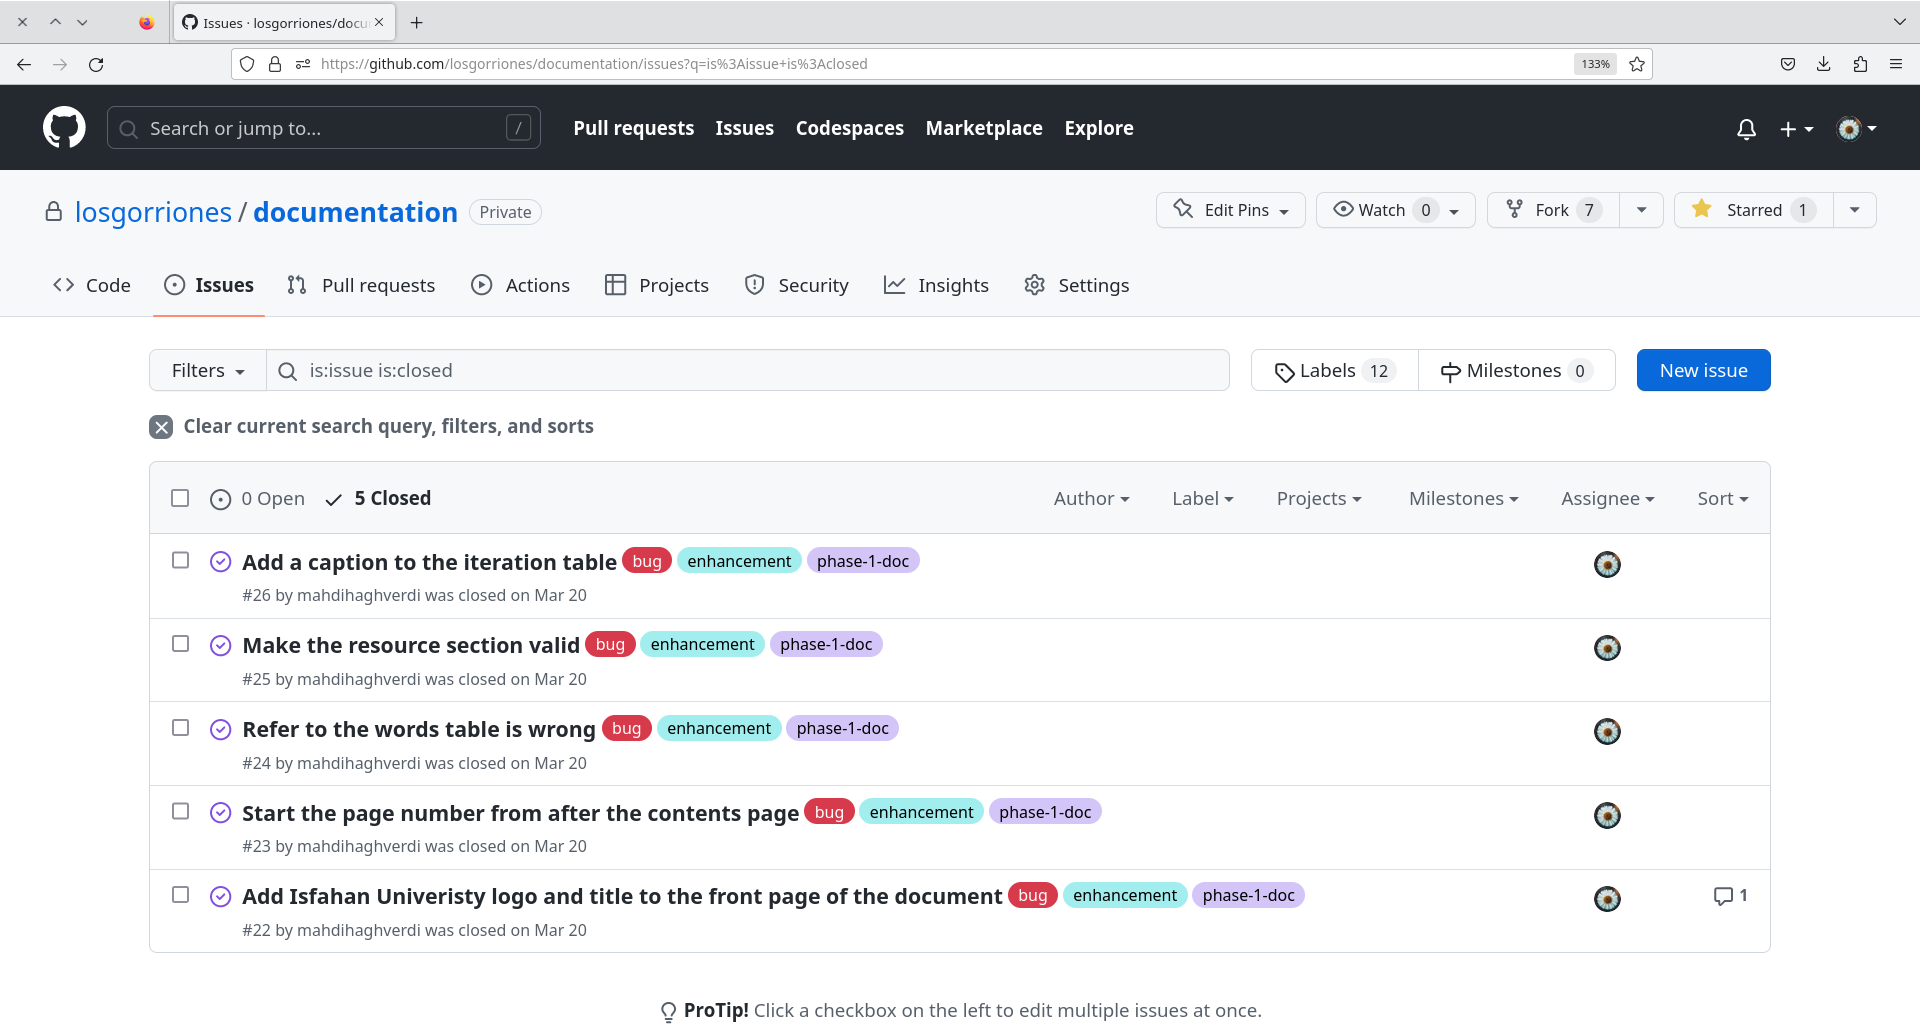 Issues · losgorriones/docu
https://github.com/losgorriones/documentation/issues?q=is%3Aissue+is%3Aclosed 133%
Search or jump to... / Pull requests Issues Codespaces Marketplace Explore
losgorriones / documentation Private Edit Pins Watch 0 Fork 7 Starred 1
Code Issues Pull requests Actions Projects Security Insights Settings
Filters is:issue is:closed Labels 12 Milestones 0 New issue
Clear current search query, filters, and sorts
0 Open 5 Closed Author Label Projects Milestones Assignee Sort
Add a caption to the iteration table bug enhancement phase-1-doc
#26 by mahdihaghverdi was closed on Mar 20
Make the resource section valid bug enhancement phase-1-doc
#25 by mahdihaghverdi was closed on Mar 20
Refer to the words table is wrong bug enhancement phase-1-doc
#24 by mahdihaghverdi was closed on Mar 20
Start the page number from after the contents page bug enhancement phase-1-doc
#23 by mahdihaghverdi was closed on Mar 20
Add Isfahan Univeristy logo and title to the front page of the document bug enhancement phase-1-doc 1
#22 by mahdihaghverdi was closed on Mar 20
ProTip! Click a checkbox on the left to edit multiple issues at once.